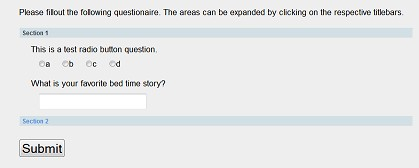 Please fillout the following questionaire. The areas can be expanded by clicking on the respective titlebars.
Section 1
This is a test radio button question.
a b c d
What is your favorite bed time story?
Section 2
Submit